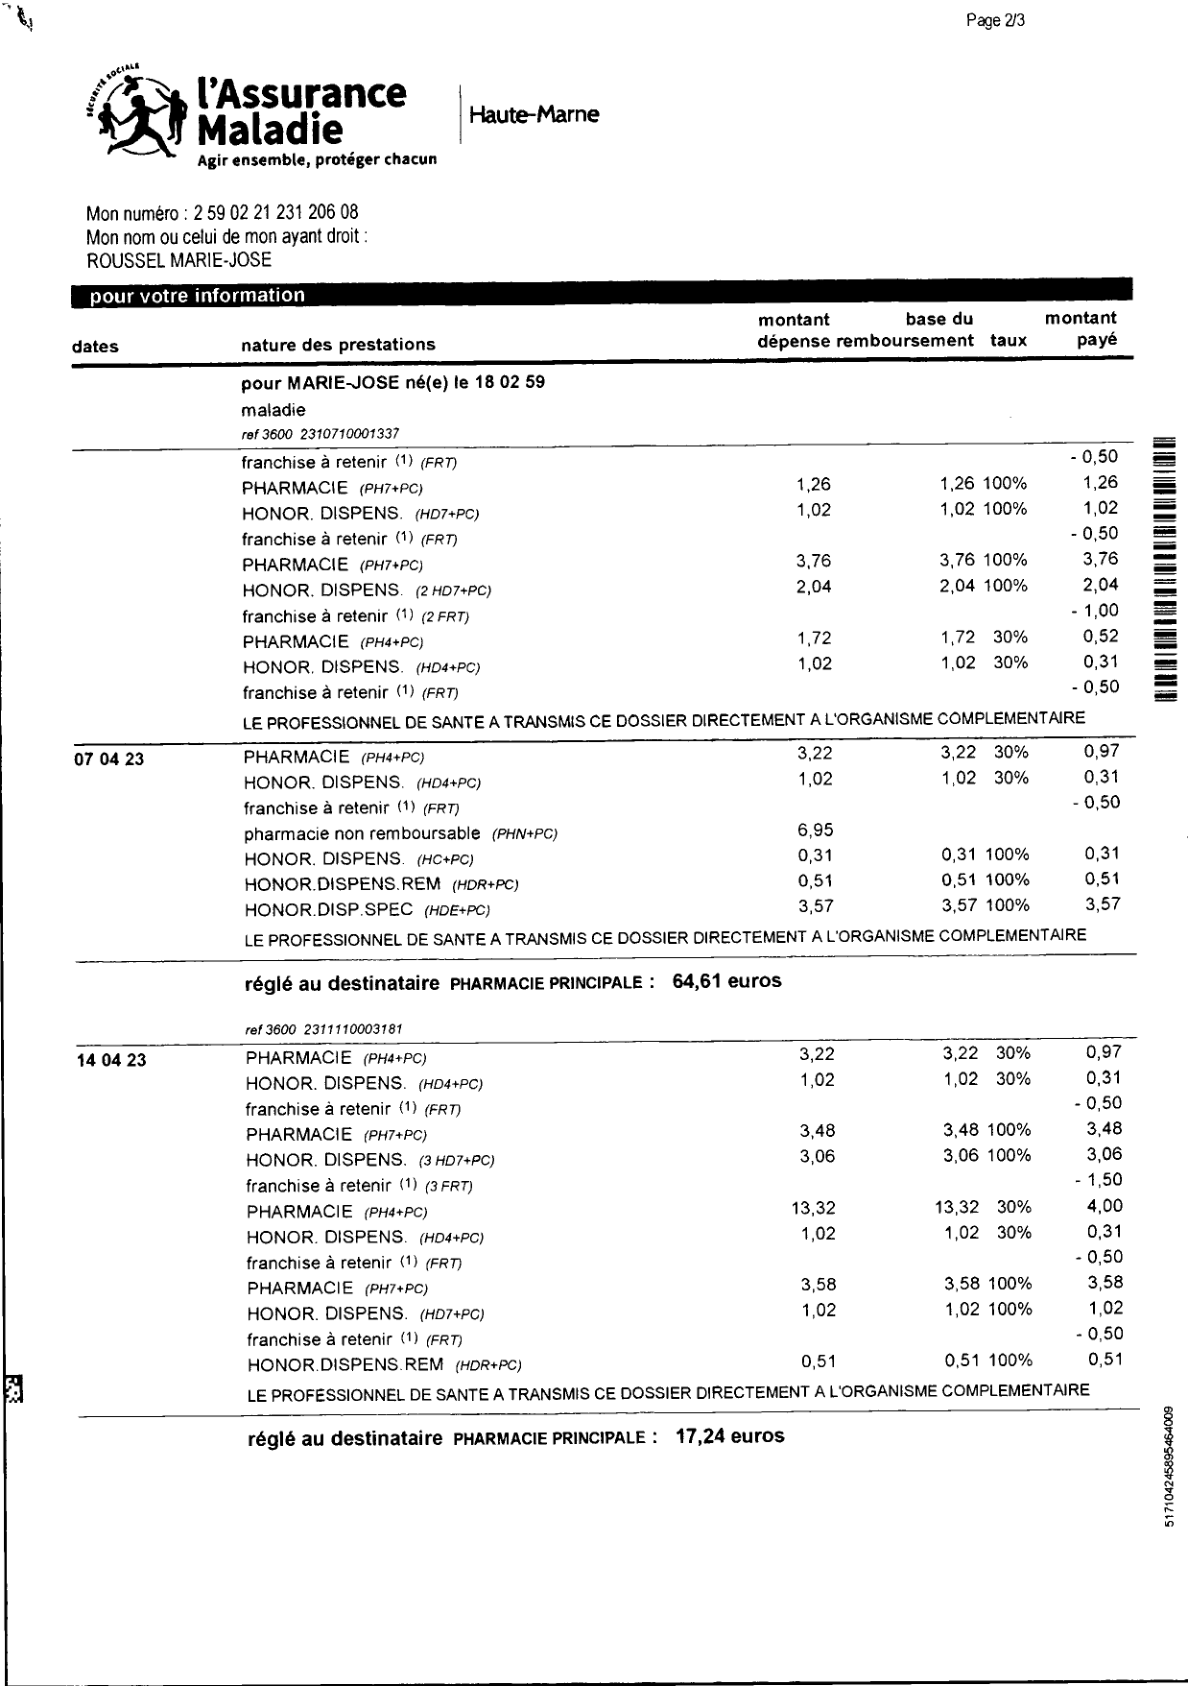 Page 2/3
SÉCURITÉ SOCIALE
l'Assurance
Maladie
Agir ensemble, protéger chacun
Haute-Marne
Mon numéro : 2 59 02 21 231 206 08
Mon nom ou celui de mon ayant droit :
ROUSSEL MARIE-JOSE
pour votre information
dates nature des prestations montant dépense base du remboursement taux montant payé
pour MARIE-JOSE né(e) le 18 02 59
maladie
ref 3600 2310710001337
franchise à retenir (1) (FRT) - 0,50
PHARMACIE (PH7+PC) 1,26 1,26 100% 1,26
HONOR. DISPENS. (HD7+PC) 1,02 1,02 100% 1,02
franchise à retenir (1) (FRT) - 0,50
PHARMACIE (PH7+PC) 3,76 3,76 100% 3,76
HONOR. DISPENS. (2 HD7+PC) 2,04 2,04 100% 2,04
franchise à retenir (1) (2 FRT) - 1,00
PHARMACIE (PH4+PC) 1,72 1,72 30% 0,52
HONOR. DISPENS. (HD4+PC) 1,02 1,02 30% 0,31
franchise à retenir (1) (FRT) - 0,50
LE PROFESSIONNEL DE SANTE A TRANSMIS CE DOSSIER DIRECTEMENT A L'ORGANISME COMPLEMENTAIRE
07 04 23 PHARMACIE (PH4+PC) 3,22 3,22 30% 0,97
HONOR. DISPENS. (HD4+PC) 1,02 1,02 30% 0,31
franchise à retenir (1) (FRT) - 0,50
pharmacie non remboursable (PHN+PC) 6,95
HONOR. DISPENS. (HC+PC) 0,31 0,31 100% 0,31
HONOR.DISPENS.REM (HDR+PC) 0,51 0,51 100% 0,51
HONOR.DISP.SPEC (HDE+PC) 3,57 3,57 100% 3,57
LE PROFESSIONNEL DE SANTE A TRANSMIS CE DOSSIER DIRECTEMENT A L'ORGANISME COMPLEMENTAIRE
réglé au destinataire PHARMACIE PRINCIPALE : 64,61 euros
ref 3600 2311110003181
14 04 23 PHARMACIE (PH4+PC) 3,22 3,22 30% 0,97
HONOR. DISPENS. (HD4+PC) 1,02 1,02 30% 0,31
franchise à retenir (1) (FRT) - 0,50
PHARMACIE (PH7+PC) 3,48 3,48 100% 3,48
HONOR. DISPENS. (3 HD7+PC) 3,06 3,06 100% 3,06
franchise à retenir (1) (3 FRT) - 1,50
PHARMACIE (PH4+PC) 13,32 13,32 30% 4,00
HONOR. DISPENS. (HD4+PC) 1,02 1,02 30% 0,31
franchise à retenir (1) (FRT) - 0,50
PHARMACIE (PH7+PC) 3,58 3,58 100% 3,58
HONOR. DISPENS. (HD7+PC) 1,02 1,02 100% 1,02
franchise à retenir (1) (FRT) - 0,50
HONOR.DISPENS.REM (HDR+PC) 0,51 0,51 100% 0,51
LE PROFESSIONNEL DE SANTE A TRANSMIS CE DOSSIER DIRECTEMENT A L'ORGANISME COMPLEMENTAIRE
réglé au destinataire PHARMACIE PRINCIPALE : 17,24 euros
517104245895464009